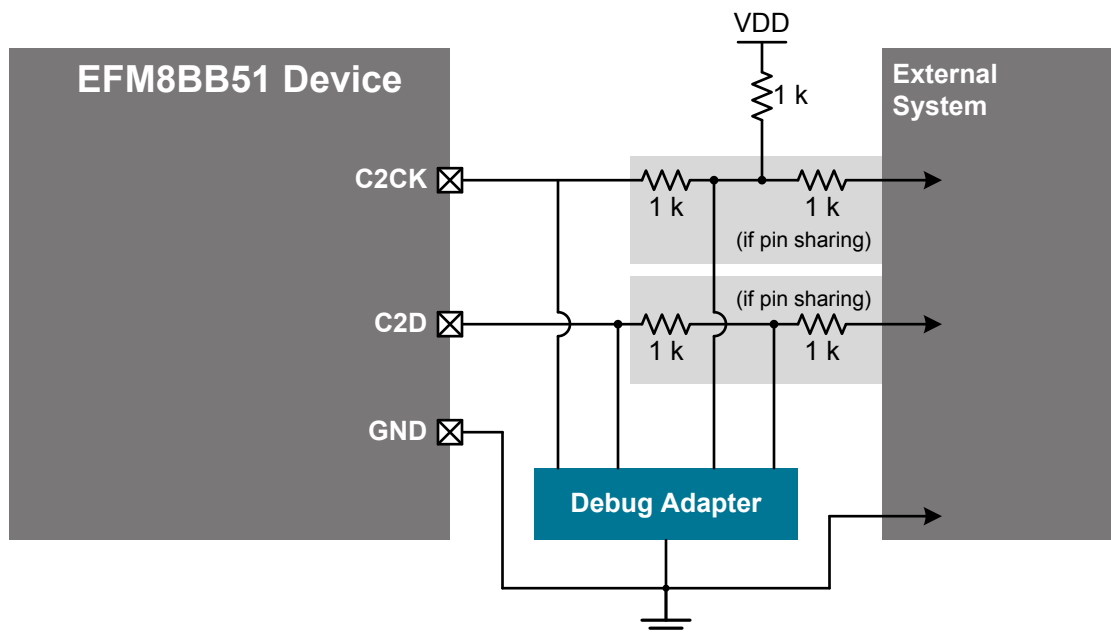 VDD
EFM8BB51 Device
External
System
1 k
C2CK
1 k
1 k
(if pin sharing)
(if pin sharing)
C2D
1 k
1 k
GND
Debug Adapter